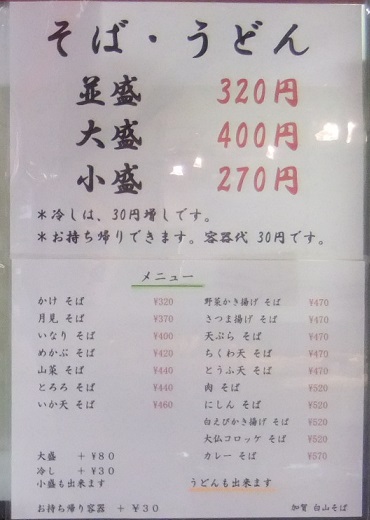 そば・うどん
並盛 320円
大盛 400円
小盛 270円
*冷しは、30円増しです。
*お持ち帰りできます。容器代 30円です。
メニュー
かけ そば ¥320
月見 そば ¥370
いなり そば ¥400
めかぶ そば ¥420
山菜 そば ¥440
とろろ そば ¥440
いか天 そば ¥460
大盛 +¥80
冷し +¥30
小盛も出来ます
お持ち帰り容器 +¥30
野菜かき揚げ そば ¥470
さつま揚げ そば ¥470
天ぷら そば ¥470
ちくわ天 そば ¥470
とうふ天 そば ¥470
肉 そば ¥520
にしん そば ¥520
白えびかき揚げ そば ¥520
大仏コロッケ そば ¥520
カレー そば ¥570
うどんも出来ます
加賀 白山そば